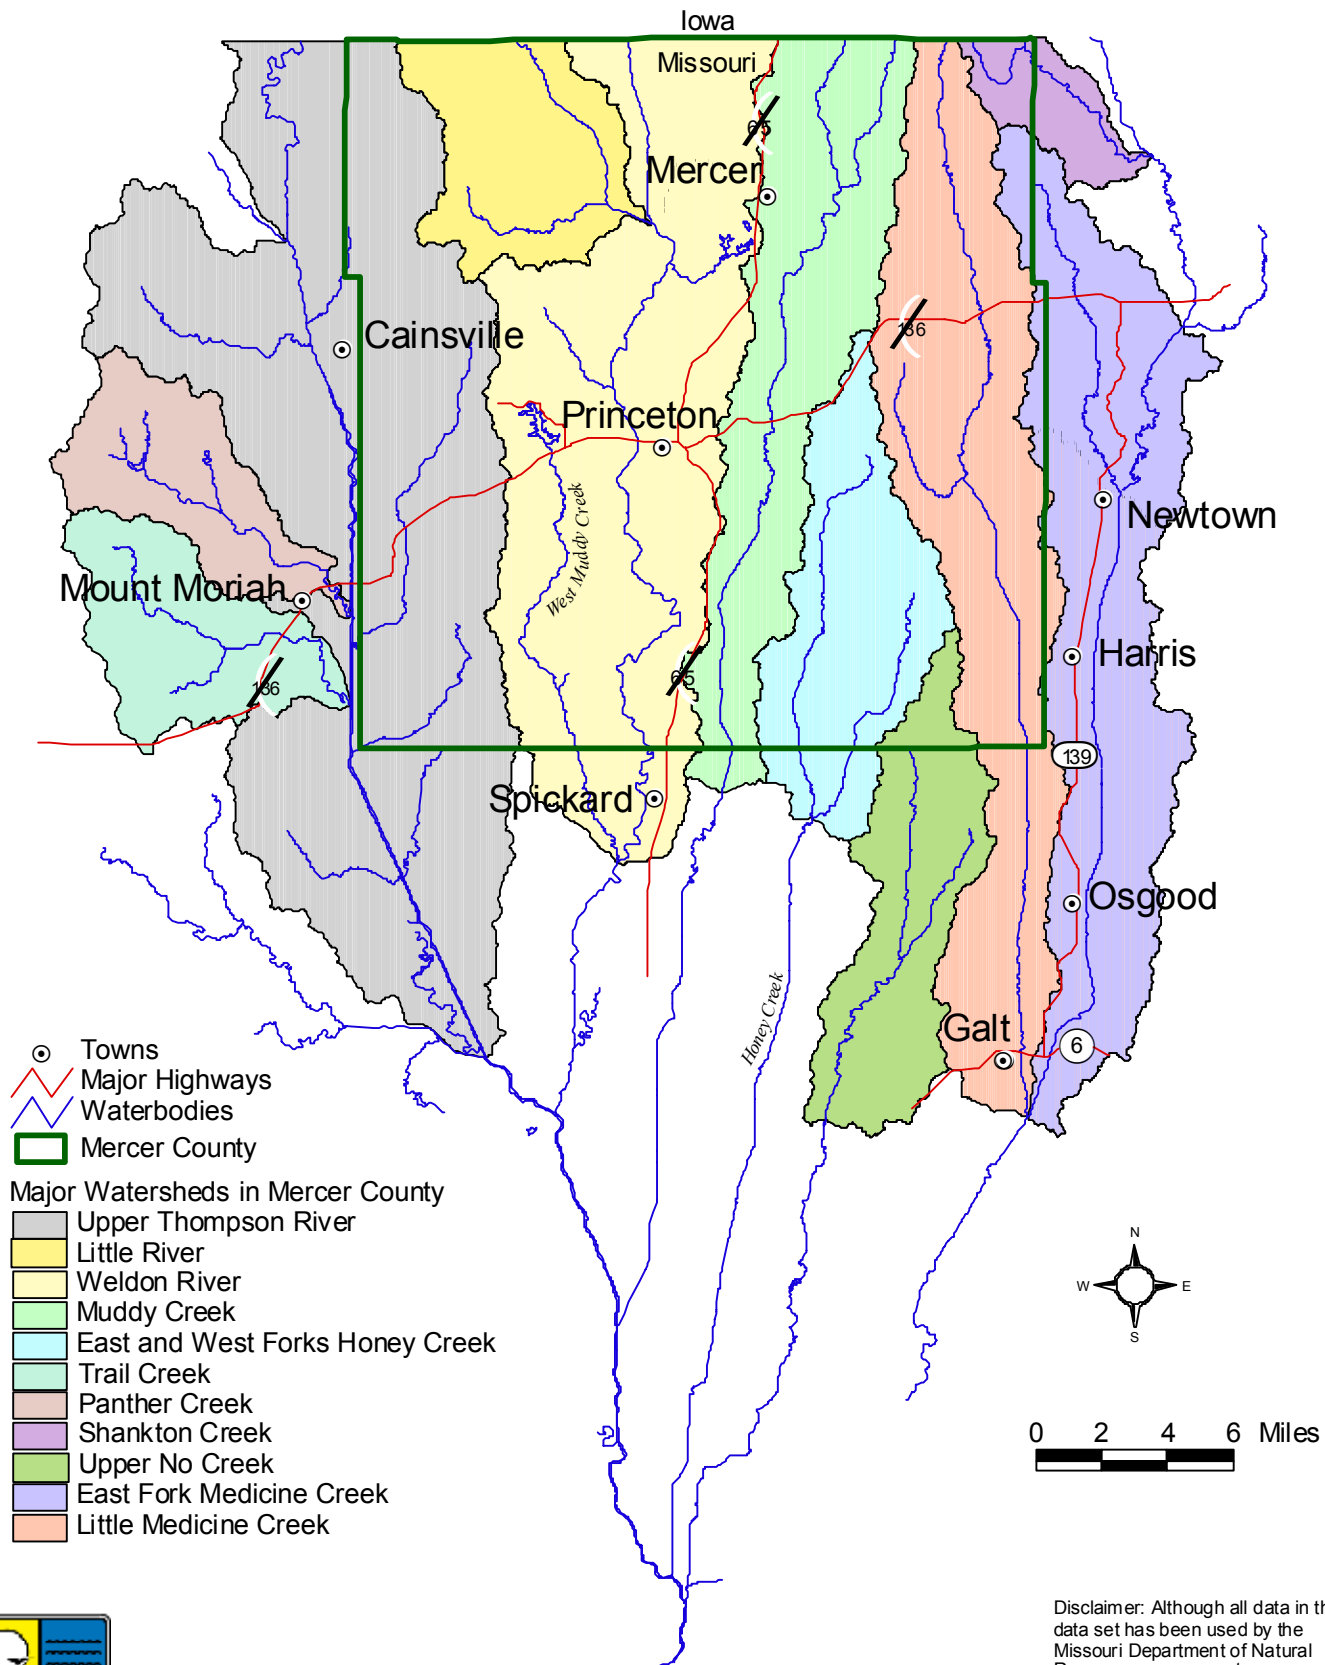 Iowa
Missouri
65
Mercer
136
Cainsville
Princeton
West Muddy Creek
Newtown
Mount Moriah
Harris
136
65
139
Spickard
Osgood
Honey Creek
Galt
6
Towns
Major Highways
Waterbodies
Mercer County
Major Watersheds in Mercer County
Upper Thompson River
Little River
Weldon River
Muddy Creek
East and West Forks Honey Creek
Trail Creek
Panther Creek
Shankton Creek
Upper No Creek
East Fork Medicine Creek
Little Medicine Creek
N
W E
S
0 2 4 6 Miles
Disclaimer: Although all data in th
data set has been used by the
Missouri Department of Natural